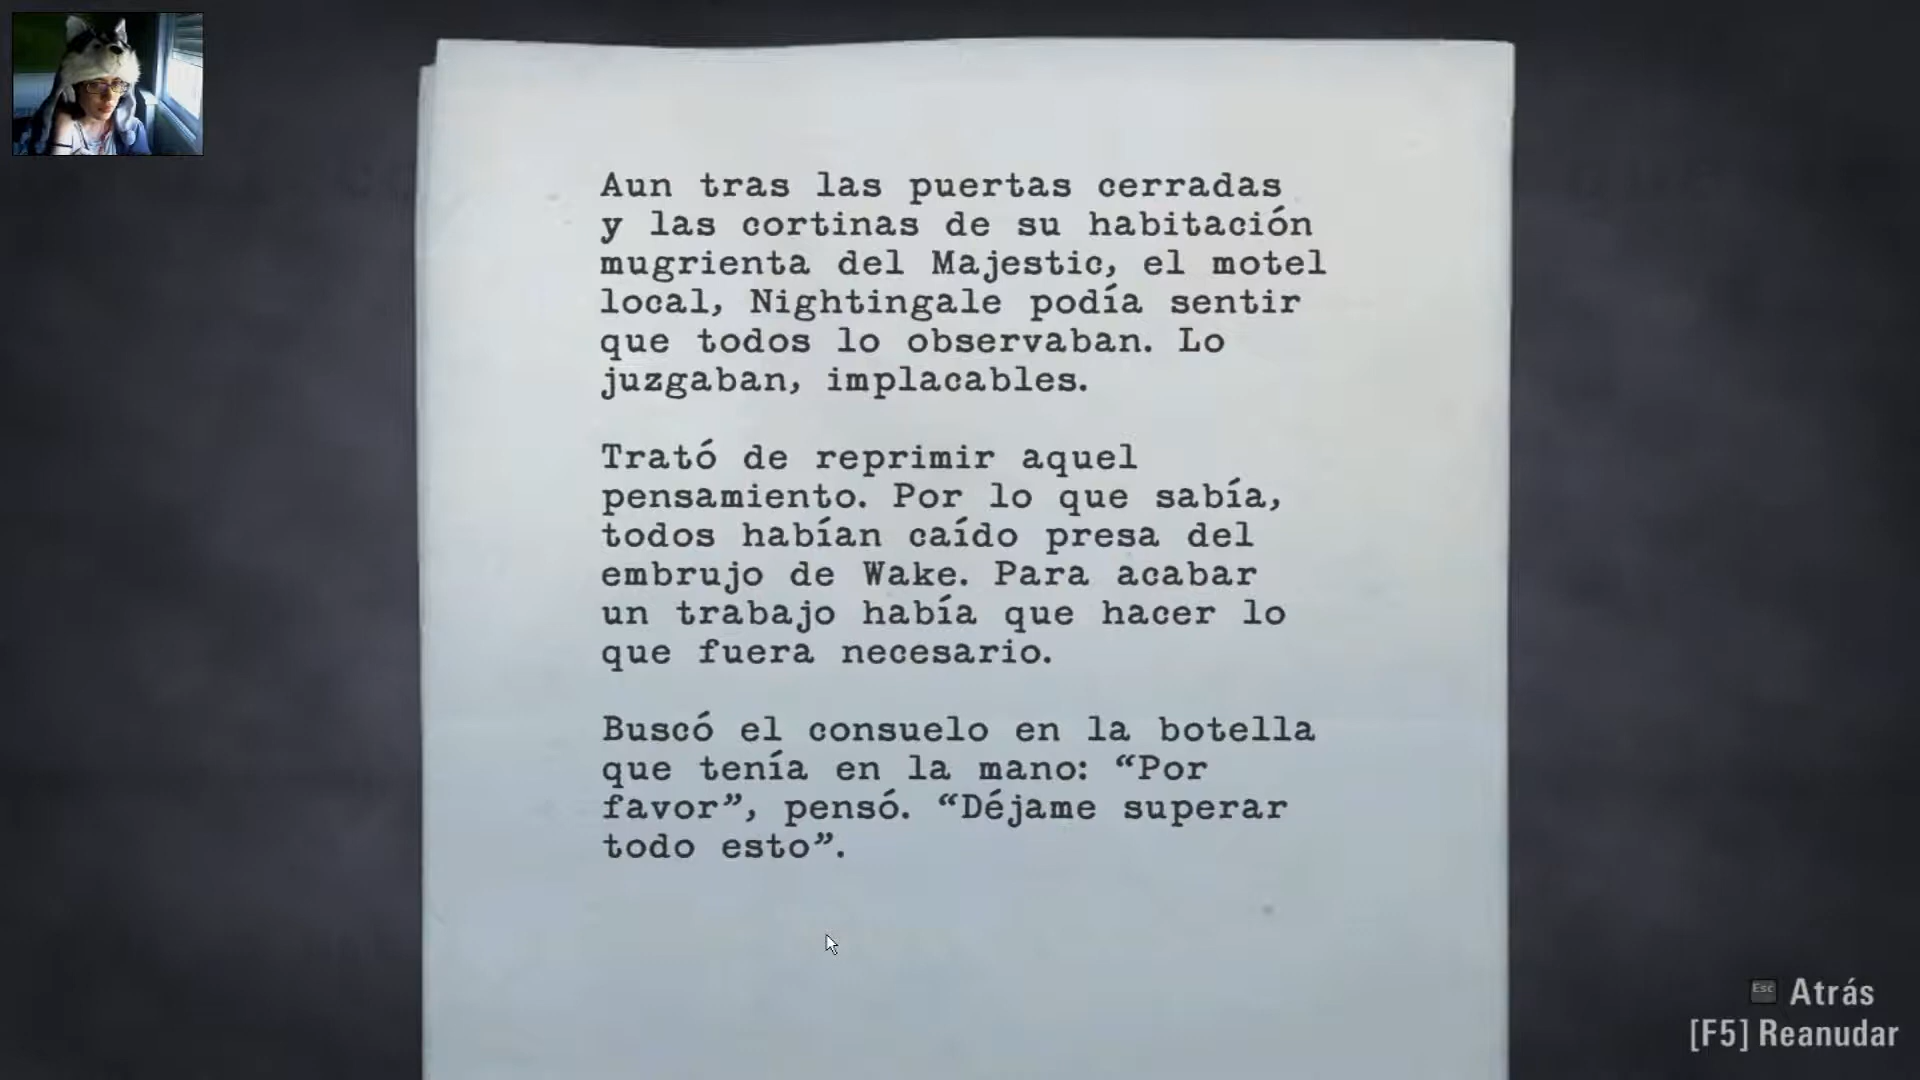 Aun tras las puertas cerradas
y las cortinas de su habitación
mugrienta del Majestic, el motel
local, Nightingale podía sentir
que todos lo observaban. Lo
juzgaban, implacables.
Trató de reprimir aquel
pensamiento. Por lo que sabía,
todos habían caído presa del
embrujo de Wake. Para acabar
un trabajo había que hacer lo
que fuera necesario.
Buscó el consuelo en la botella
que tenía en la mano: “Por
favor”, pensó. “Déjame superar
todo esto”.
Esc Atrás
[F5] Reanudar